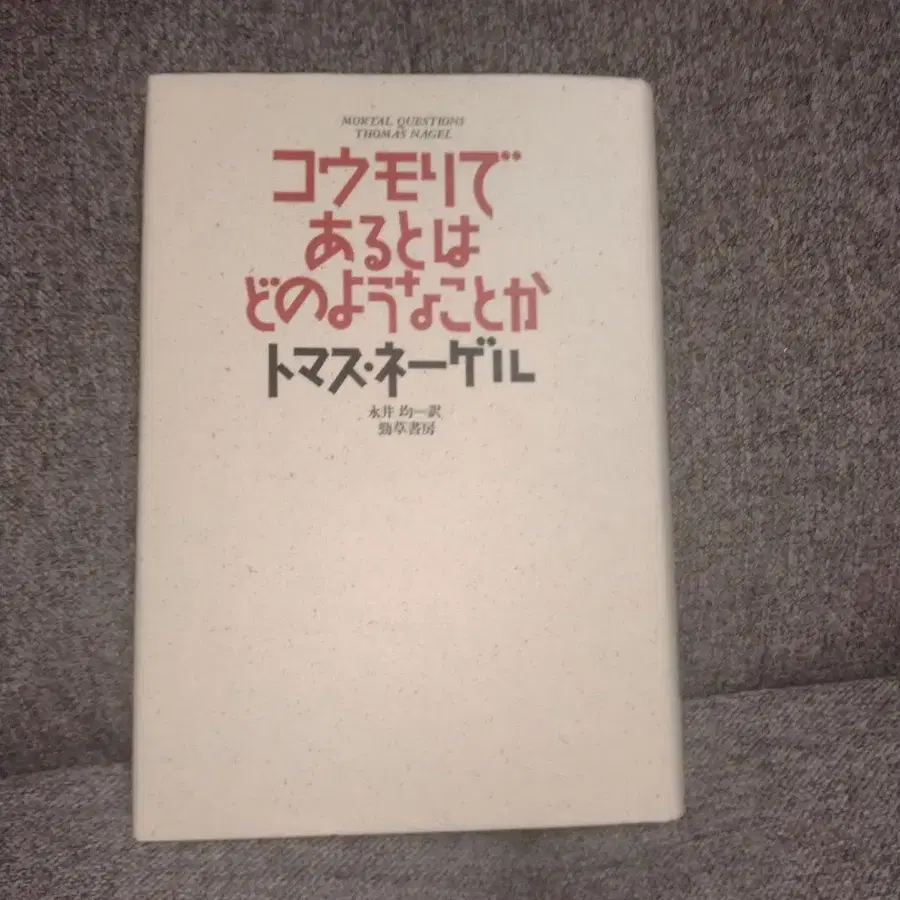 MORTAL QUESTIONS
THOMAS NAGEL
コウモリで
あるとは
どのようなことか
トマス・ネーゲル
永井 均―訳
勁草書房